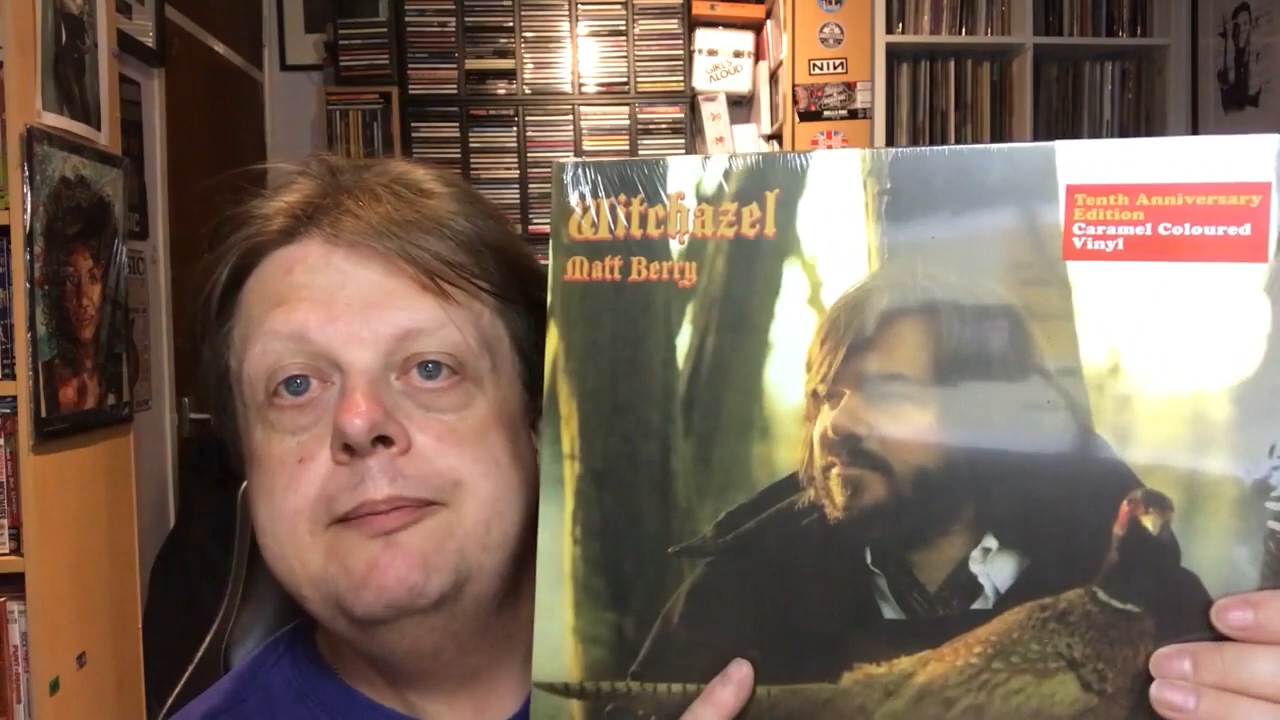 GIRLS
ALOUD
NIN
Witchazel
Matt Berry
Tenth Anniversary
Edition
Caramel Coloured
Vinyl